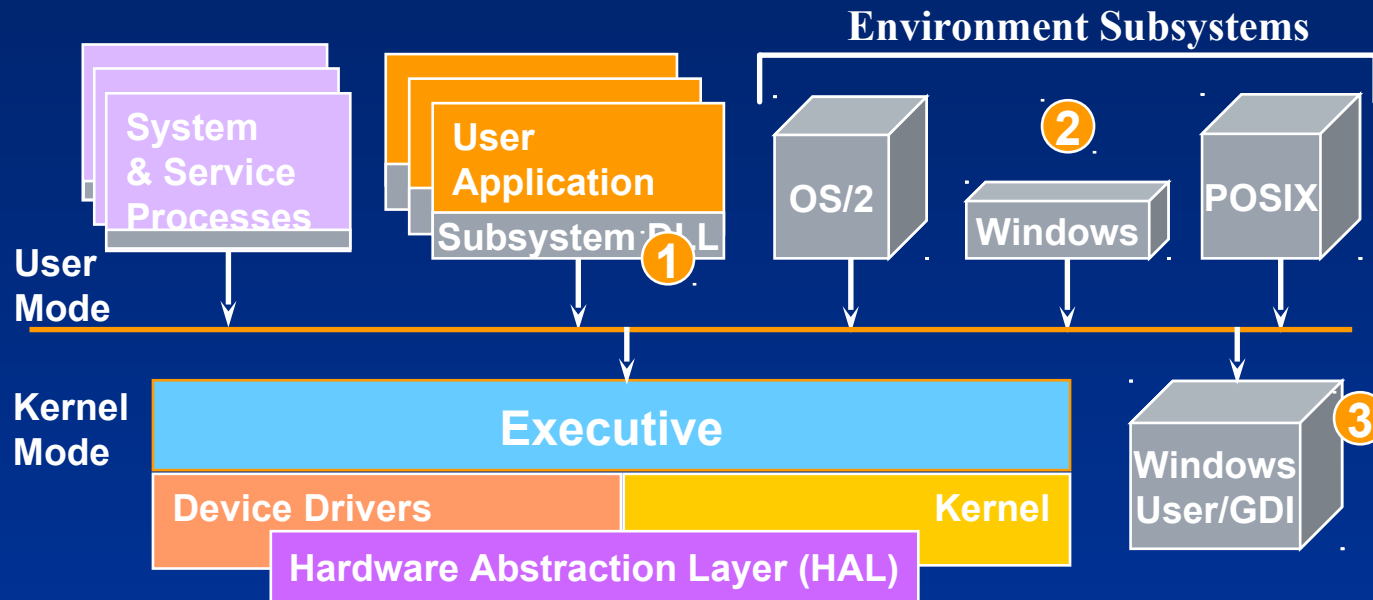 Environment Subsystems
System
& Service
Processes
User
Application
Subsystem DLL
1
OS/2
2
Windows
POSIX
User
Mode
Kernel
Mode
Executive
Device Drivers
Kernel
Hardware Abstraction Layer (HAL)
3
Windows
User/GDI